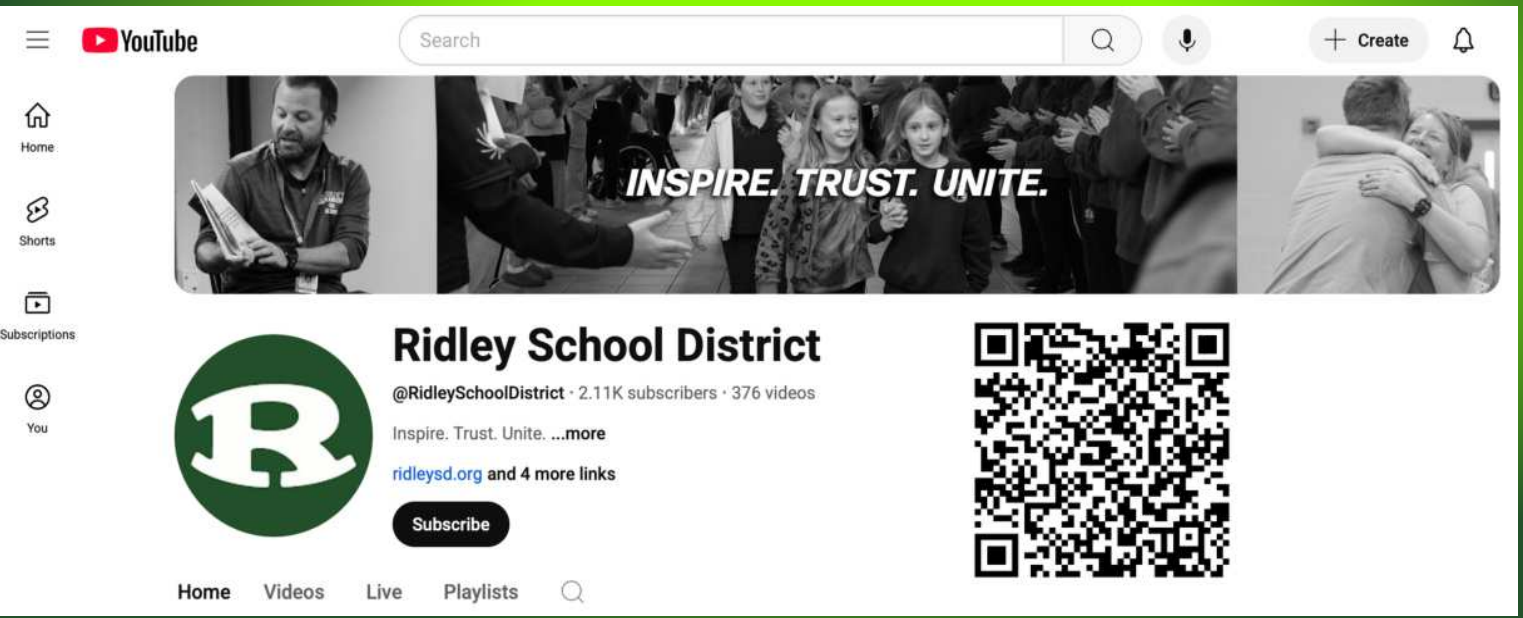 YouTube
Search
Create
Home
Shorts
Subscriptions
You
INSPIRE. TRUST. UNITE.
R
Ridley School District
@RidleySchoolDistrict · 2.11K subscribers · 376 videos
Inspire. Trust. Unite. ...more
ridleysd.org and 4 more links
Subscribe
Home Videos Live Playlists